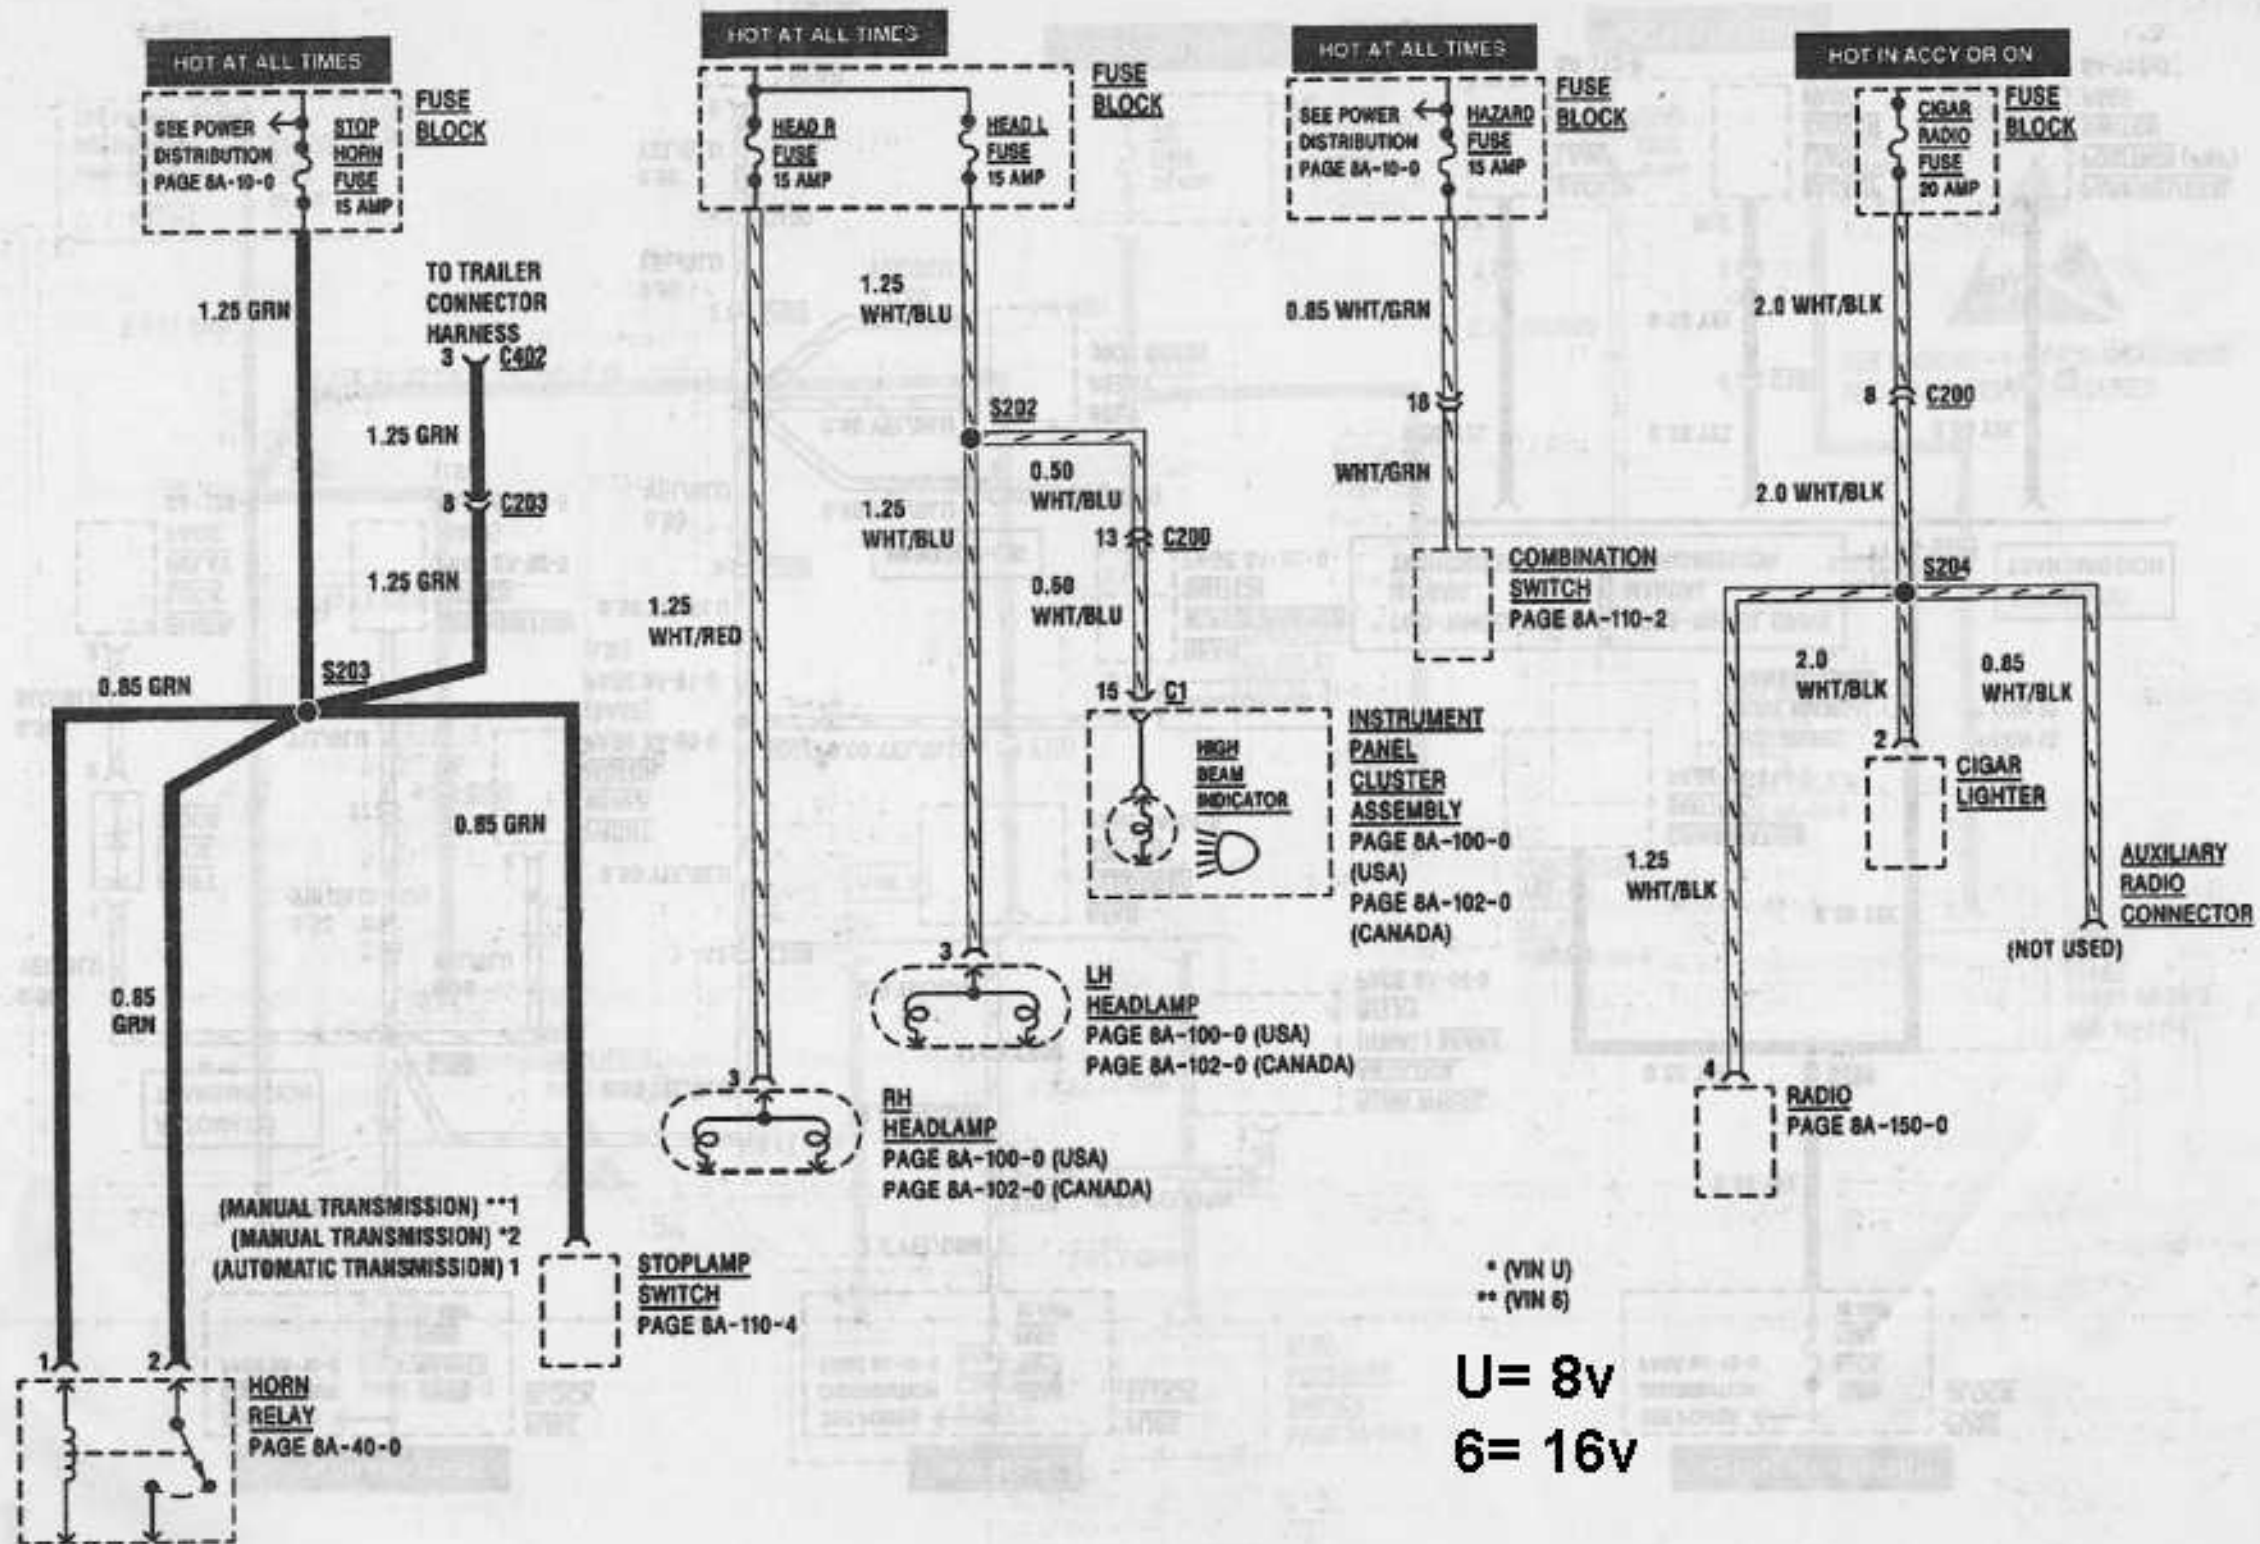 HOT AT ALL TIMES
SEE POWER
DISTRIBUTION
PAGE 8A-10-0
STOP
HORN
FUSE
15 AMP
FUSE
BLOCK
1.25 GRN
TO TRAILER
CONNECTOR
HARNESS
3 C402
1.25 GRN
8 C203
1.25 GRN
S203
0.85 GRN
0.85 GRN
0.85
GRN
(MANUAL TRANSMISSION) **1
(MANUAL TRANSMISSION) *2
(AUTOMATIC TRANSMISSION) 1
STOPLAMP
SWITCH
PAGE 8A-110-4
1
2
HORN
RELAY
PAGE 8A-40-0
HOT AT ALL TIMES
HEAD R
FUSE
15 AMP
HEAD L
FUSE
15 AMP
FUSE
BLOCK
1.25
WHT/BLU
S202
0.50
WHT/BLU
1.25
WHT/BLU
13 C200
0.50
WHT/BLU
1.25
WHT/RED
15 C1
HIGH
BEAM
INDICATOR
INSTRUMENT
PANEL
CLUSTER
ASSEMBLY
PAGE 8A-100-0
(USA)
PAGE 8A-102-0
(CANADA)
3
LH
HEADLAMP
PAGE 8A-100-0 (USA)
PAGE 8A-102-0 (CANADA)
3
RH
HEADLAMP
PAGE 8A-100-0 (USA)
PAGE 8A-102-0 (CANADA)
HOT AT ALL TIMES
SEE POWER
DISTRIBUTION
PAGE 8A-10-0
HAZARD
FUSE
15 AMP
FUSE
BLOCK
0.85 WHT/GRN
18
WHT/GRN
COMBINATION
SWITCH
PAGE 8A-110-2
HOT IN ACCY OR ON
CIGAR
RADIO
FUSE
20 AMP
FUSE
BLOCK
2.0 WHT/BLK
8 C200
2.0 WHT/BLK
S204
2.0
WHT/BLK
0.85
WHT/BLK
2
CIGAR
LIGHTER
1.25
WHT/BLK
AUXILIARY
RADIO
CONNECTOR
(NOT USED)
4
RADIO
PAGE 8A-150-0
* (VIN U)
** (VIN 6)
U= 8v
6= 16v